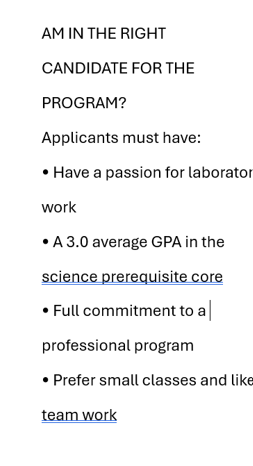 AM IN THE RIGHT
CANDIDATE FOR THE
PROGRAM?
Applicants must have:
• Have a passion for laborator
work
• A 3.0 average GPA in the
science prerequisite core
• Full commitment to a
professional program
• Prefer small classes and like
team work